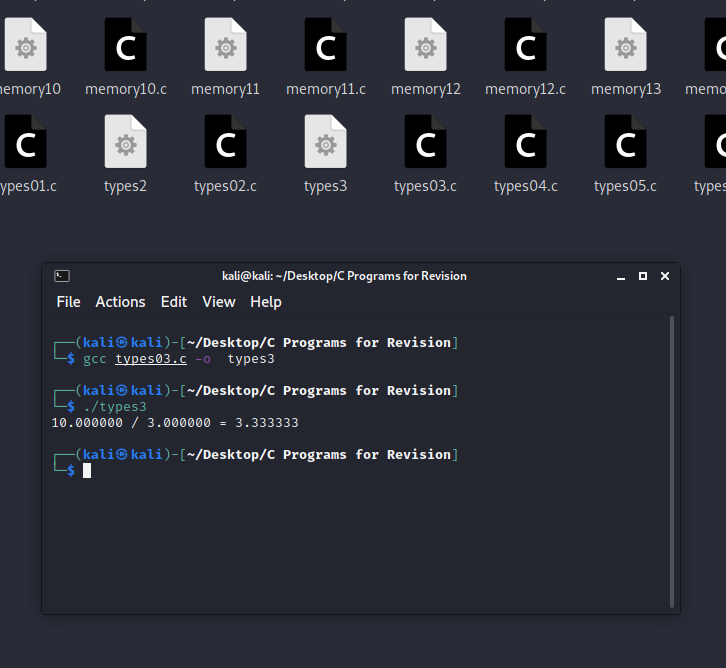 memory10 memory10.c memory11 memory11.c memory12 memory12.c memory13
types01.c types2 types02.c types3 types03.c types04.c types05.c
kali@kali: ~/Desktop/C Programs for Revision
File Actions Edit View Help
┌──(kali㉿kali)-[~/Desktop/C Programs for Revision]
└─$ gcc types03.c -o  types3
┌──(kali㉿kali)-[~/Desktop/C Programs for Revision]
└─$ ./types3
10.000000 / 3.000000 = 3.333333
┌──(kali㉿kali)-[~/Desktop/C Programs for Revision]
└─$